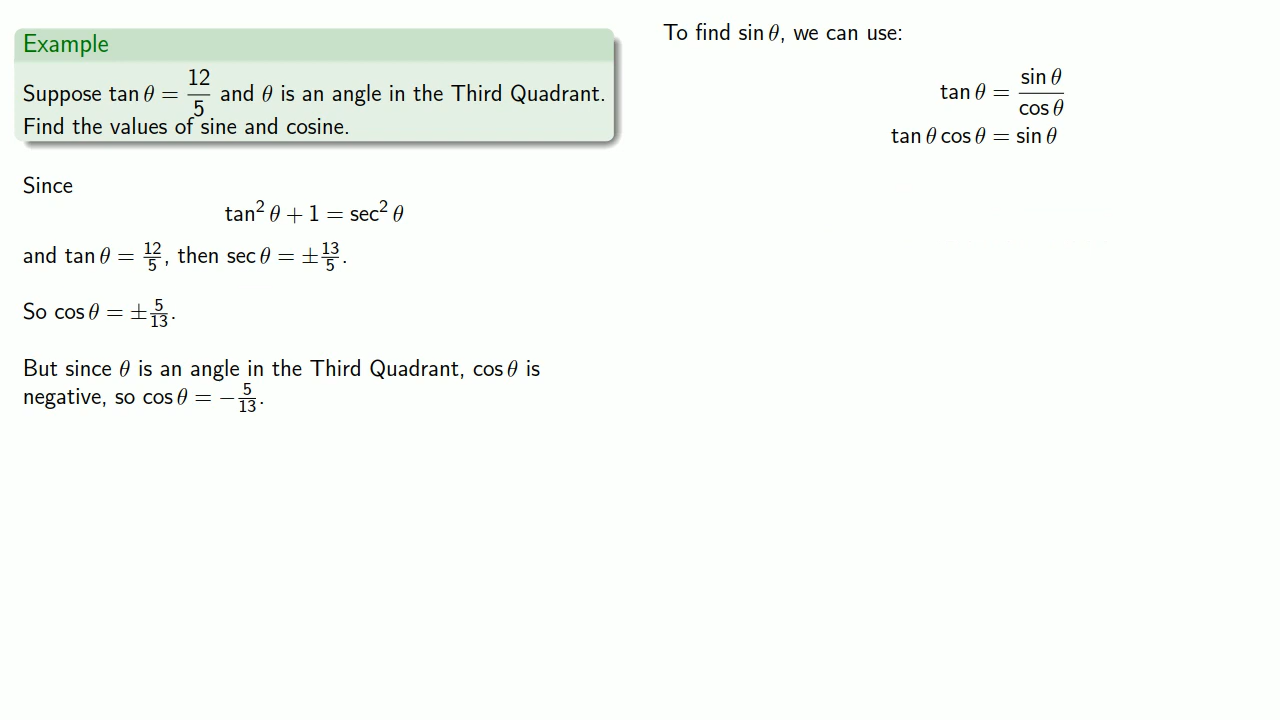 Example
Suppose tan θ = 12/5 and θ is an angle in the Third Quadrant.
Find the values of sine and cosine.
Since
tan² θ + 1 = sec² θ
and tan θ = 12/5, then sec θ = ±13/5.
So cos θ = ±5/13.
But since θ is an angle in the Third Quadrant, cos θ is
negative, so cos θ = −5/13.
To find sin θ, we can use:
tan θ = sin θ/cos θ
tan θ cos θ = sin θ